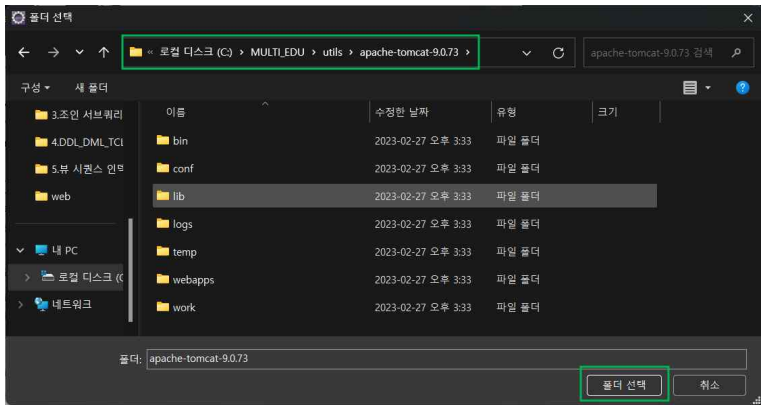 폴더 선택
« 로컬 디스크 (C:) › MULTI_EDU › utils › apache-tomcat-9.0.73 ›
apache-tomcat-9.0.73 검색
구성 새 폴더
이름 수정한 날짜 유형 크기
3.조인 서브쿼리
4.DDL_DML_TCL
5.뷰 시퀀스 인덱
web
bin 2023-02-27 오후 3:33 파일 폴더
conf 2023-02-27 오후 3:33 파일 폴더
lib 2023-02-27 오후 3:33 파일 폴더
logs 2023-02-27 오후 3:33 파일 폴더
temp 2023-02-27 오후 3:33 파일 폴더
webapps 2023-02-27 오후 3:33 파일 폴더
work 2023-02-27 오후 3:33 파일 폴더
내 PC
로컬 디스크 (C
네트워크
폴더: apache-tomcat-9.0.73
폴더 선택 취소